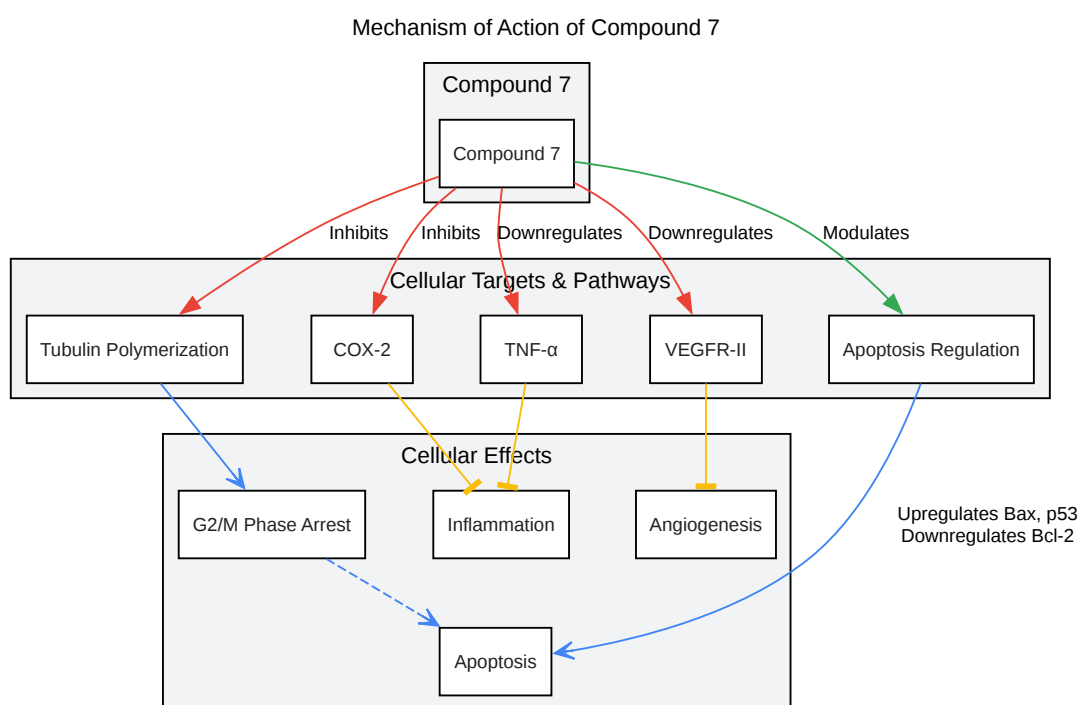 Mechanism of Action of Compound 7
Compound 7
Compound 7
Inhibits
Inhibits
Downregulates
Downregulates
Modulates
Cellular Targets & Pathways
Tubulin Polymerization
COX-2
TNF-α
VEGFR-II
Apoptosis Regulation
Cellular Effects
G2/M Phase Arrest
Inflammation
Angiogenesis
Upregulates Bax, p53
Downregulates Bcl-2
Apoptosis